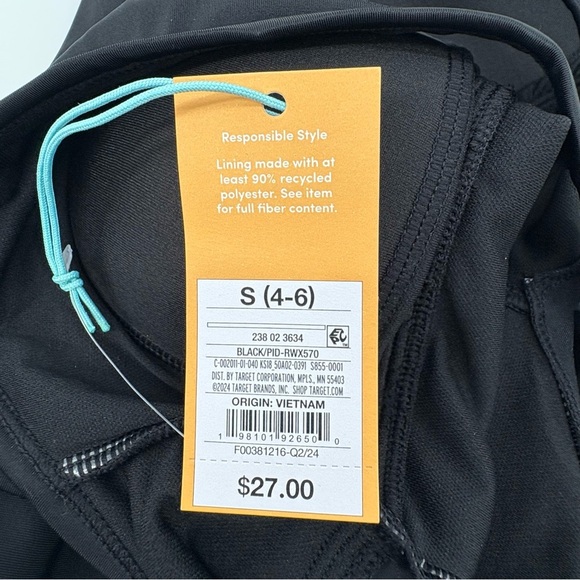 Responsible Style
Lining made with at
least 90% recycled
polyester. See item
for full fiber content.
S (4-6)
238 02 3634
BLACK/PID-RWX570
C-002011-01-040 KS18_50A02-0391 S855-0001
DIST. BY TARGET CORPORATION, MPLS., MN 55403
©2024 TARGET BRANDS, INC. SHOP TARGET.COM
ORIGIN: VIETNAM
1 98101 92650 0
F00381216-Q2/24
$27.00